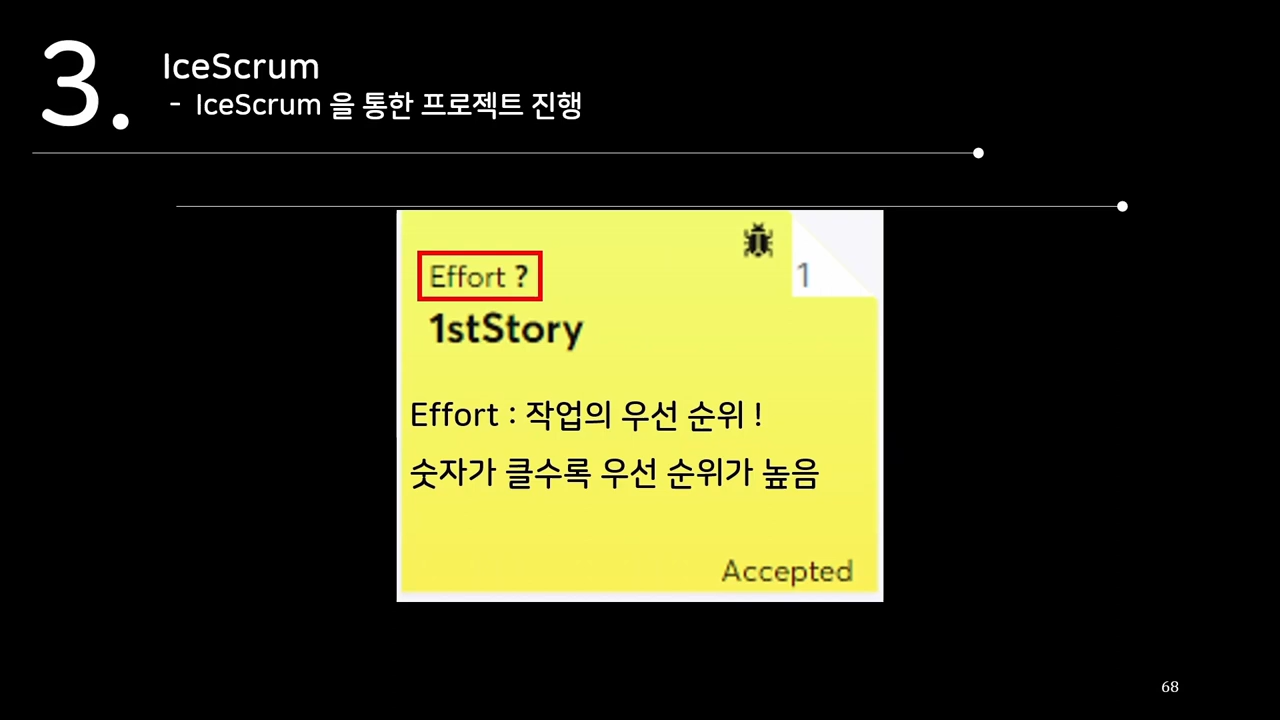 3.
IceScrum
- IceScrum 을 통한 프로젝트 진행
Effort ?
1
1stStory
Effort : 작업의 우선 순위 !
숫자가 클수록 우선 순위가 높음
Accepted
68